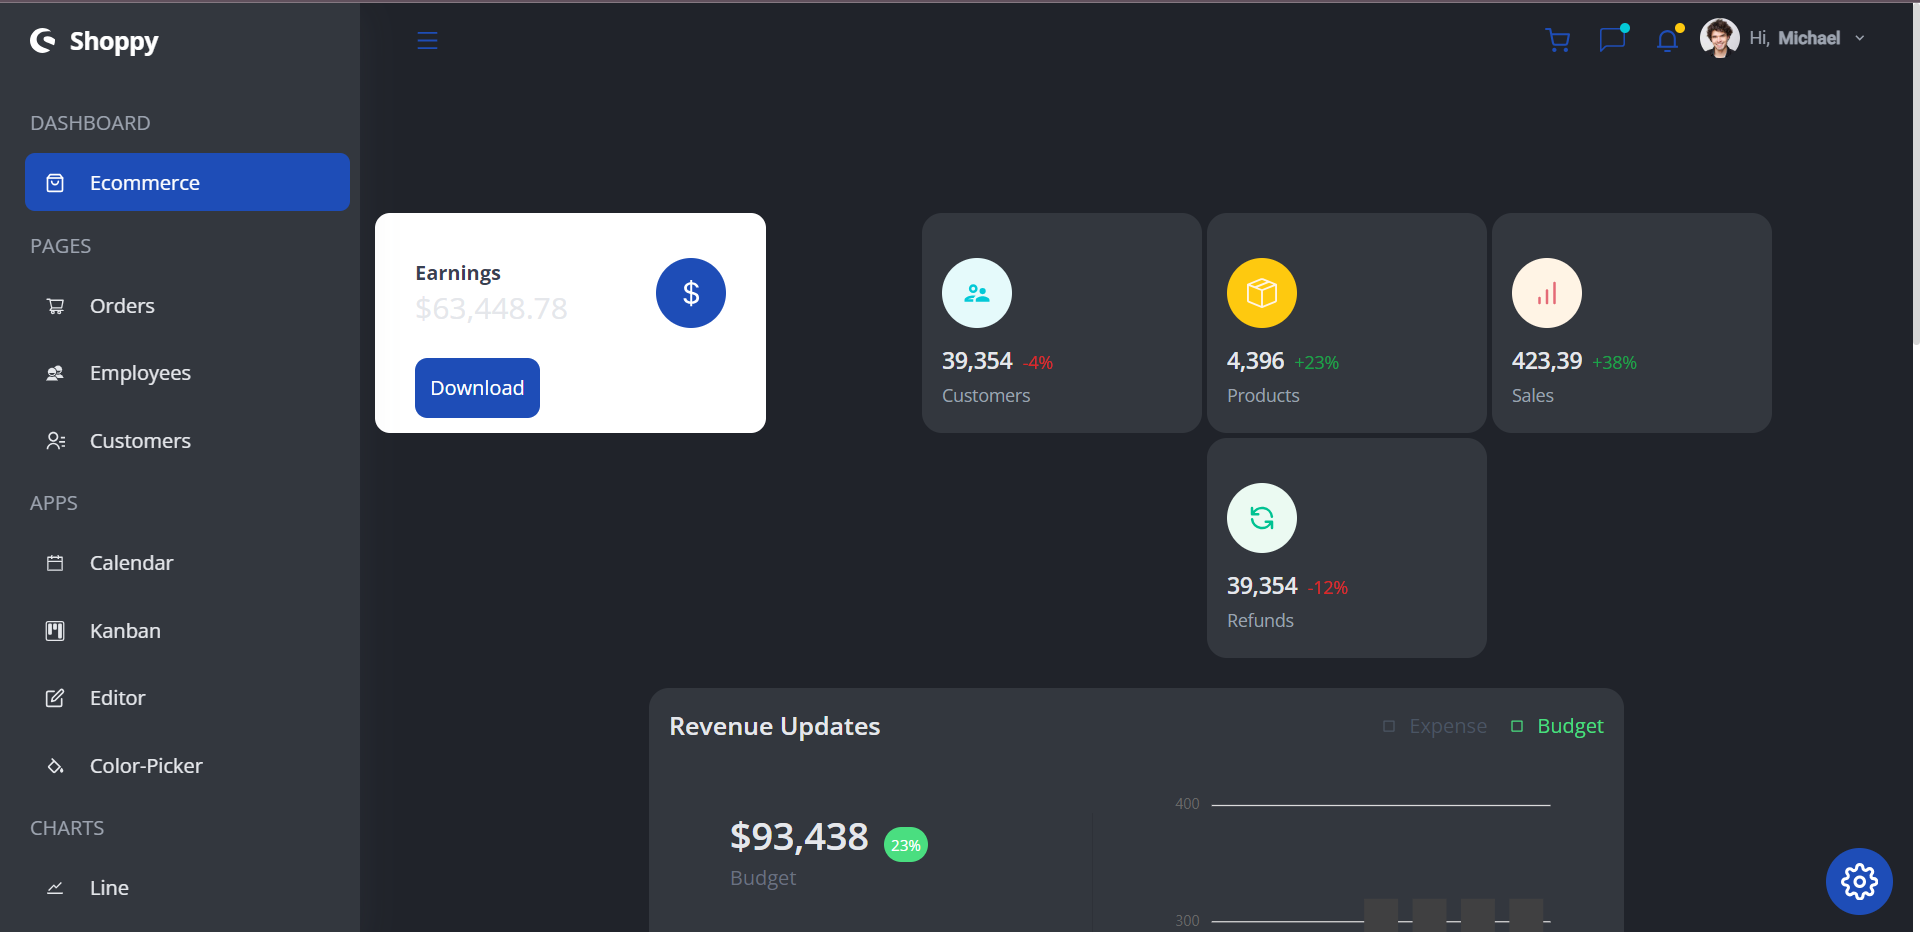 Shoppy
Hi, Michael
DASHBOARD
Ecommerce
PAGES
Orders
Employees
Customers
APPS
Calendar
Kanban
Editor
Color-Picker
CHARTS
Line
Earnings
$63,448.78
$
Download
39,354 -4%
Customers
4,396 +23%
Products
423,39 +38%
Sales
39,354 -12%
Refunds
Revenue Updates
Expense
Budget
$93,438 23%
Budget
400
300